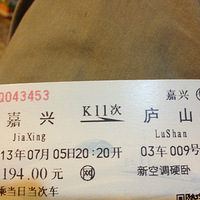 Q043453 嘉兴
嘉兴 K11次 庐山
JiaXing LuShan
13年07月05日20:20开 03车009号
194.00元 网 新空调硬卧
乘当日当次车